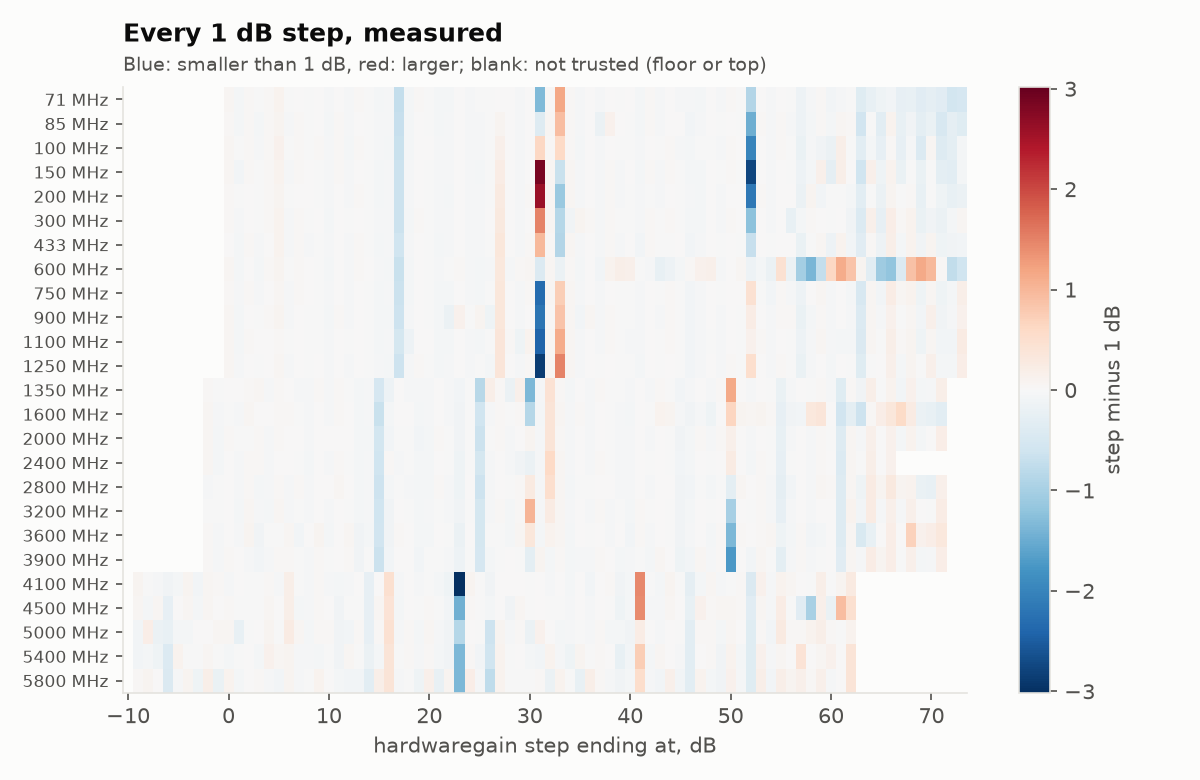 Every 1 dB step, measured
Blue: smaller than 1 dB, red: larger; blank: not trusted (floor or top)
71 MHz
85 MHz
100 MHz
150 MHz
200 MHz
300 MHz
433 MHz
600 MHz
750 MHz
900 MHz
1100 MHz
1250 MHz
1350 MHz
1600 MHz
2000 MHz
2400 MHz
2800 MHz
3200 MHz
3600 MHz
3900 MHz
4100 MHz
4500 MHz
5000 MHz
5400 MHz
5800 MHz
−10 0 10 20 30 40 50 60 70
hardwaregain step ending at, dB
3
2
1
0
−1
−2
−3
step minus 1 dB